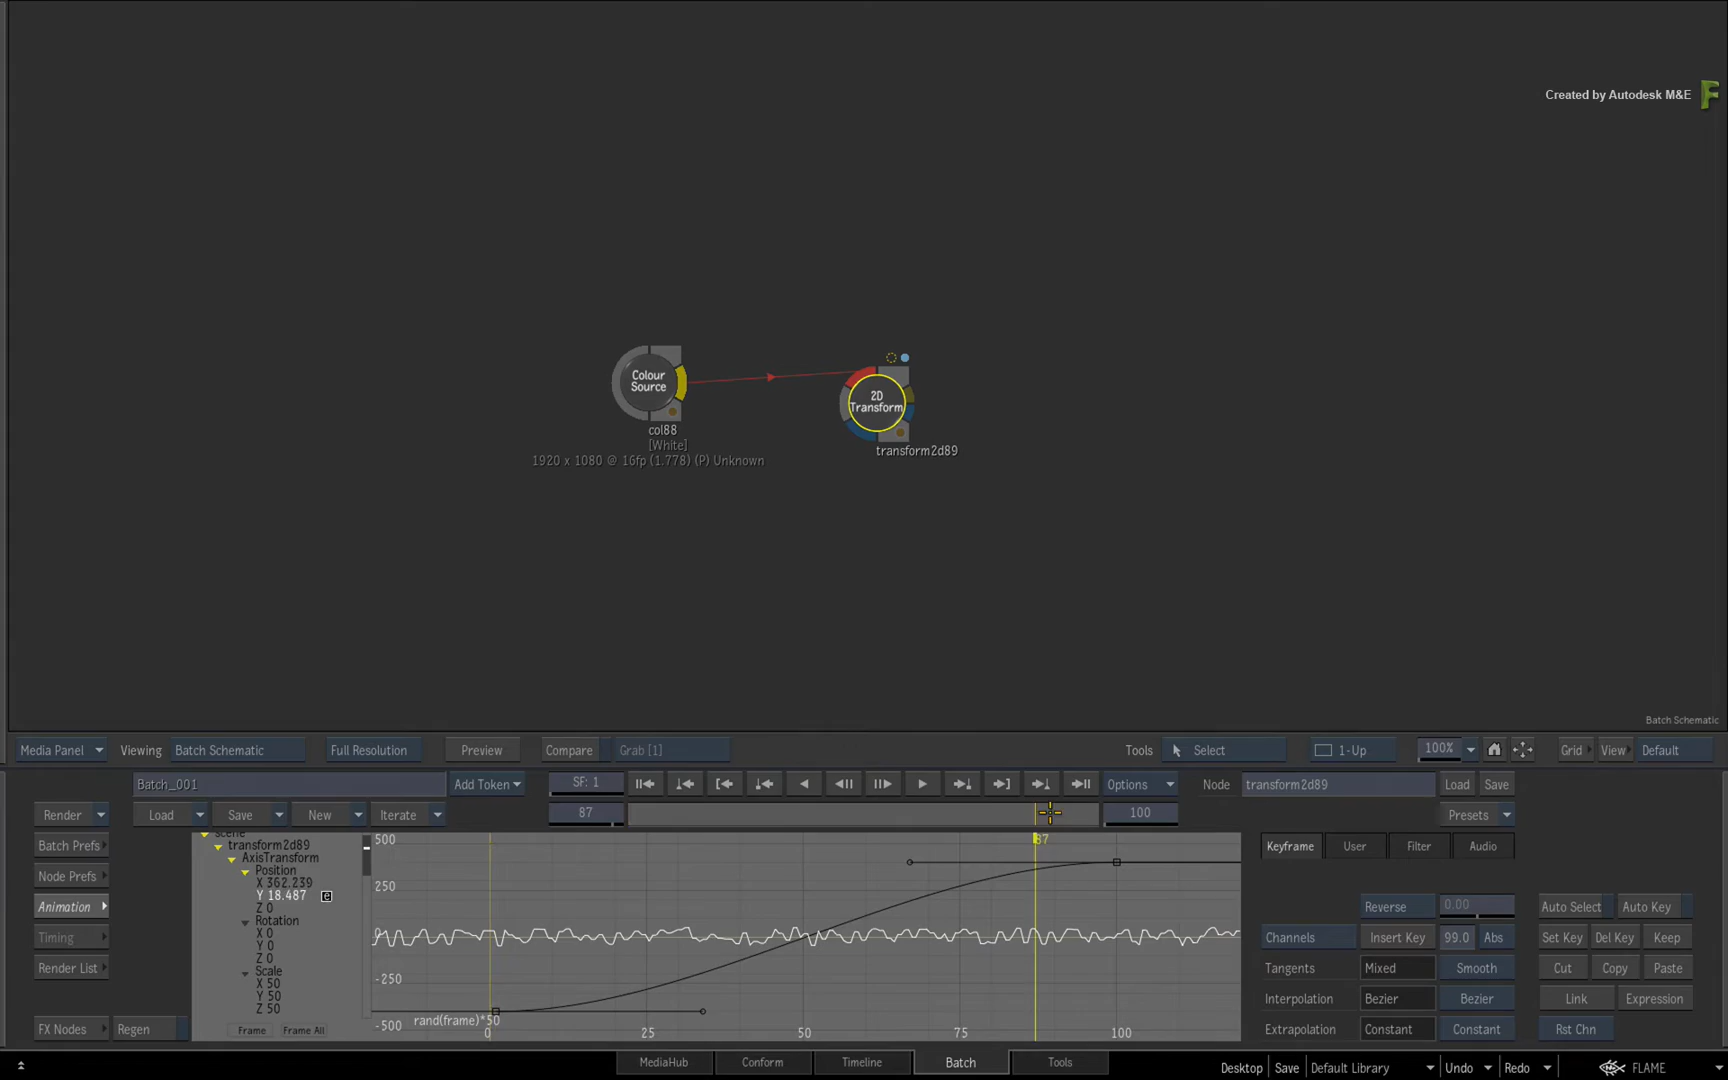 Created by Autodesk M&E
Colour
Source
2D
Transform
col88
[White]
1920 x 1080 @ 16fp (1.778) (P) Unknown
transform2d89
Batch Schematic
Media Panel Viewing Batch Schematic Full Resolution Preview Compare Grab [1] Tools Select 1-Up 100% Grid View Default
Batch_001 Add Token SF: 1 Options Node transform2d89 Load Save
Render Load Save New Iterate 87 100 Presets
Batch Prefs
Node Prefs
Animation
Timing
Render List
FX Nodes Regen
scene
transform2d89
AxisTransform
Position
X 362.239
Y 18.487 e
Z 0
Rotation
X 0
Y 0
Z 0
Scale
X 50
Y 50
Z 50
Frame Frame All
500
250
0
-250
-500
87
rand(frame)*50
0 25 50 75 100
Keyframe User Filter Audio
Reverse 0.00 Auto Select Auto Key
Channels Insert Key 99.0 Abs Set Key Del Key Keep
Tangents Mixed Smooth Cut Copy Paste
Interpolation Bezier Bezier Link Expression
Extrapolation Constant Constant Rst Chn
MediaHub Conform Timeline Batch Tools Desktop Save Default Library Undo Redo FLAME